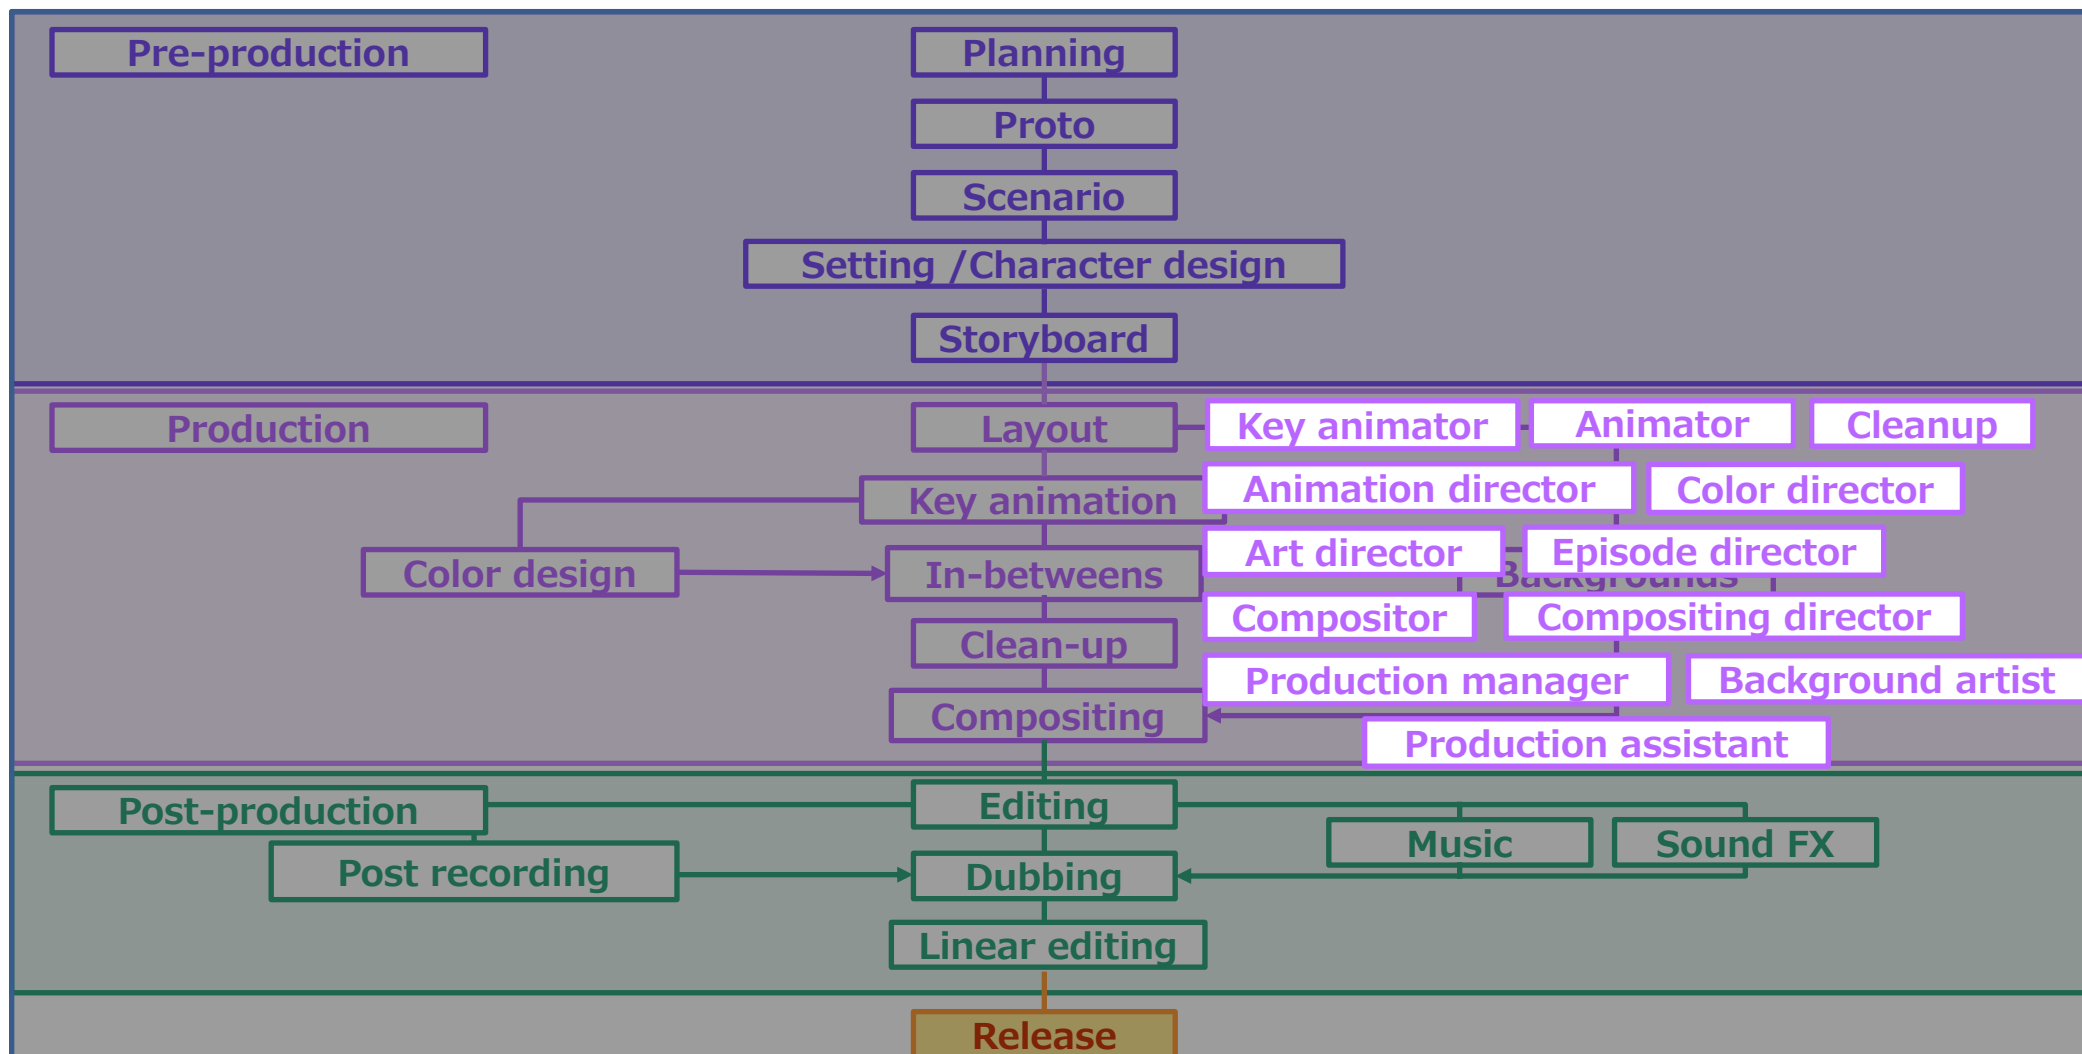 Pre-production
Planning
Proto
Scenario
Setting /Character design
Storyboard
Production
Layout
Key animator
Animator
Cleanup
Key animation
Animation director
Color director
Color design
In-betweens
Art director
Episode director
Backgrounds
Clean-up
Compositor
Compositing director
Compositing
Production manager
Background artist
Production assistant
Post-production
Editing
Music
Sound FX
Post recording
Dubbing
Linear editing
Release